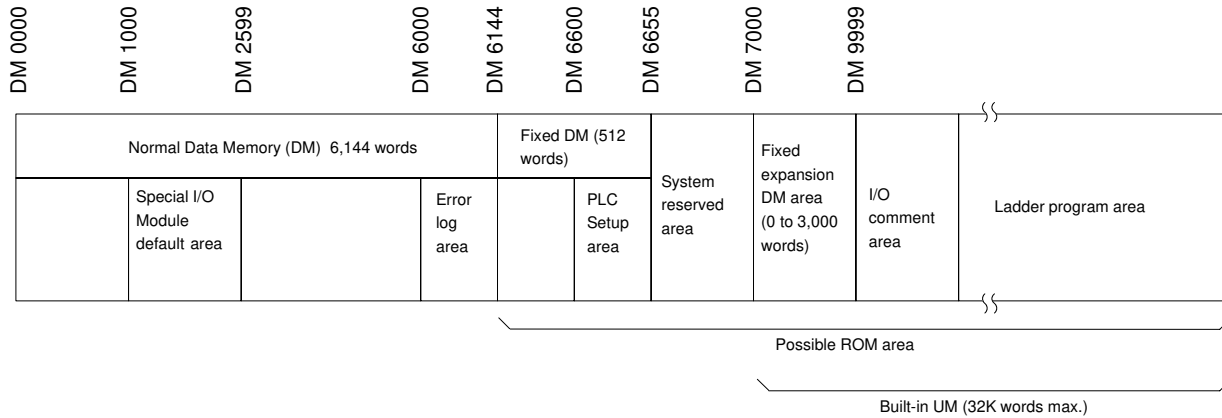 DM 0000
DM 1000
DM 2599
DM 6000
DM 6144
DM 6600
DM 6655
DM 7000
DM 9999
Normal Data Memory (DM) 6,144 words
Fixed DM (512
words)
Special I/O
Module
default area
Error
log
area
PLC
Setup
area
System
reserved
area
Fixed
expansion
DM area
(0 to 3,000
words)
I/O
comment
area
Ladder program area
Possible ROM area
Built-in UM (32K words max.)